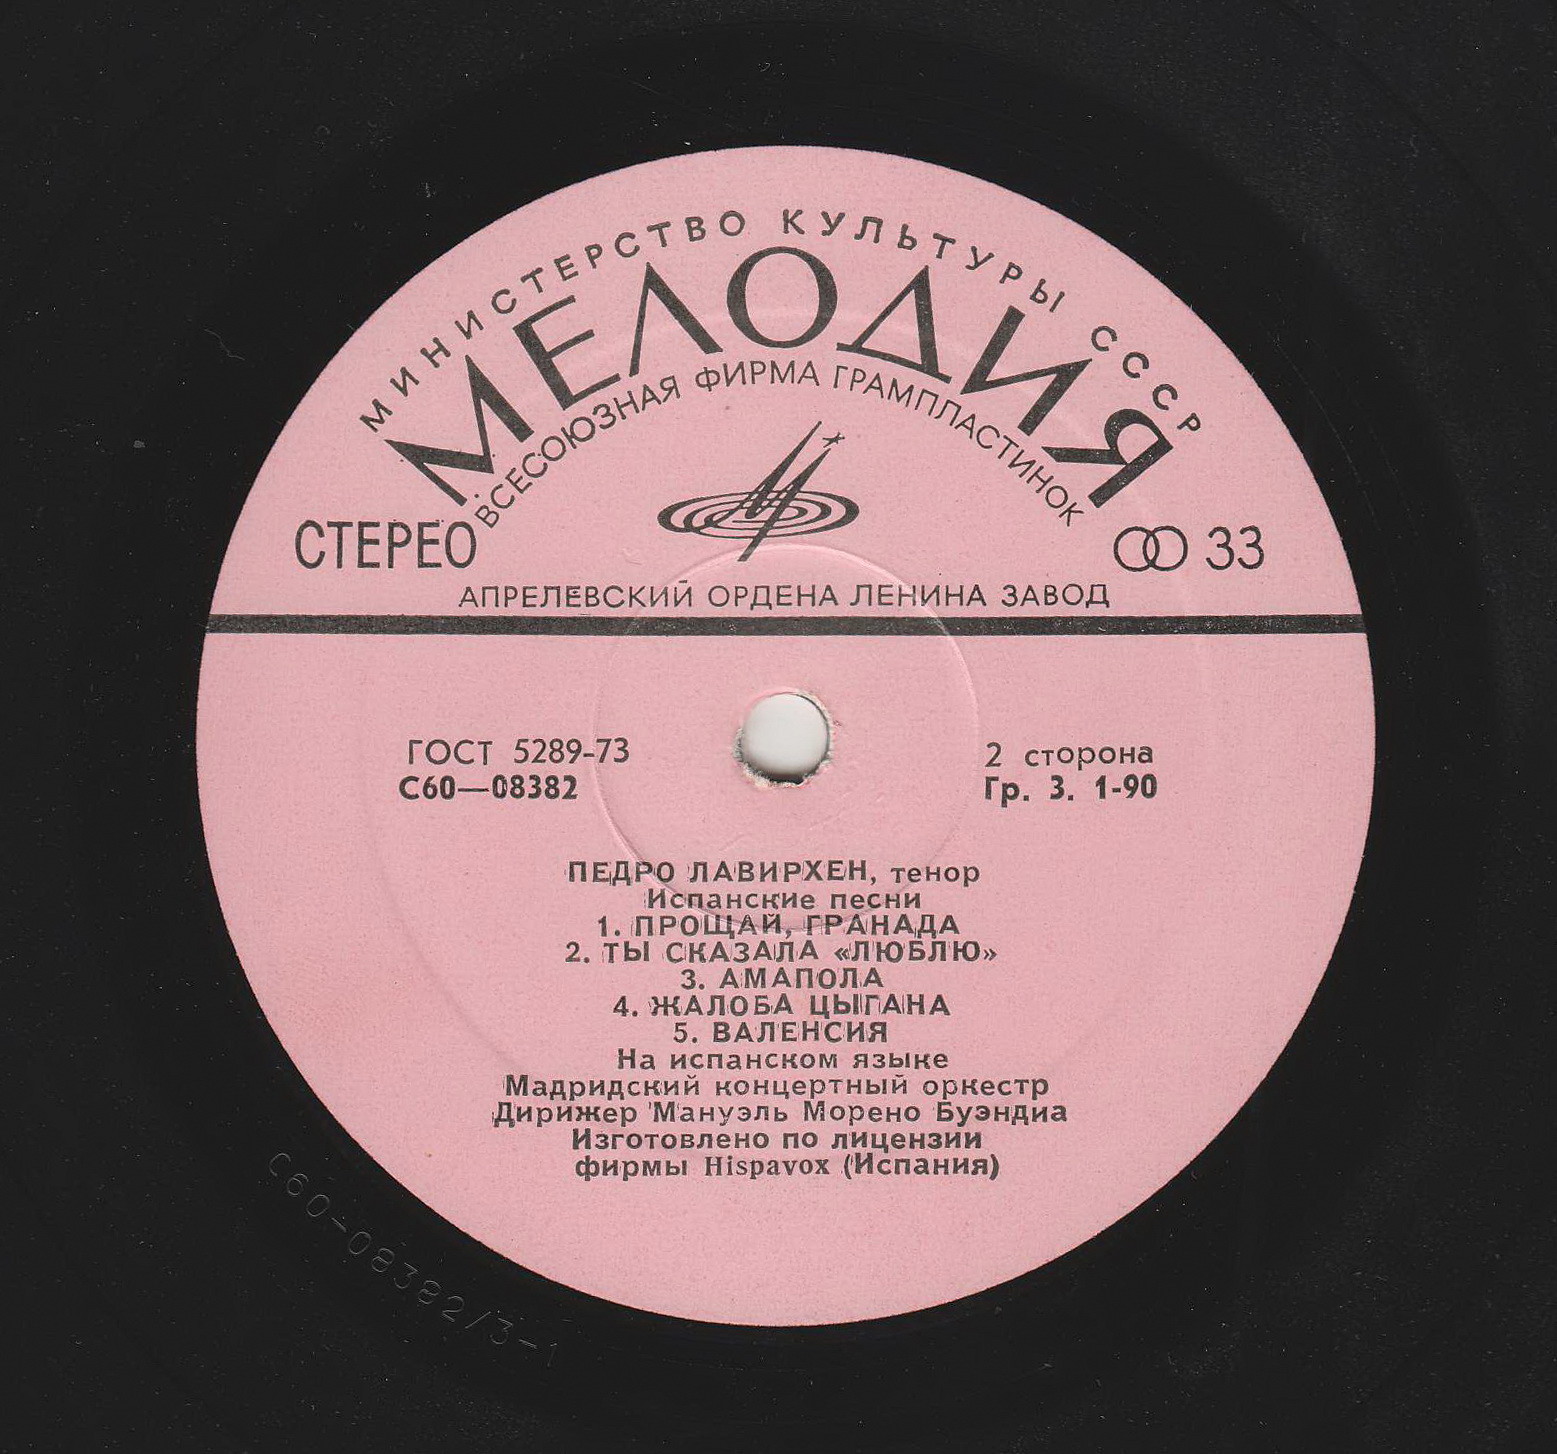 МИНИСТЕРСТВО КУЛЬТУРЫ СССР
МЕЛОДИЯ
ВСЕСОЮЗНАЯ ФИРМА ГРАМПЛАСТИНОК
СТЕРЕО 33
АПРЕЛЕВСКИЙ ОРДЕНА ЛЕНИНА ЗАВОД
ГОСТ 5289-73 2 сторона
С60—08382 Гр. 3. 1-90
ПЕДРО ЛАВИРХЕН, тенор
Испанские песни
1. ПРОЩАЙ, ГРАНАДА
2. ТЫ СКАЗАЛА «ЛЮБЛЮ»
3. АМАПОЛА
4. ЖАЛОБА ЦЫГАНА
5. ВАЛЕНСИЯ
На испанском языке
Мадридский концертный оркестр
Дирижер Мануэль Морено Буэндиа
Изготовлено по лицензии
фирмы Hispavox (Испания)
С60-08382/3-1